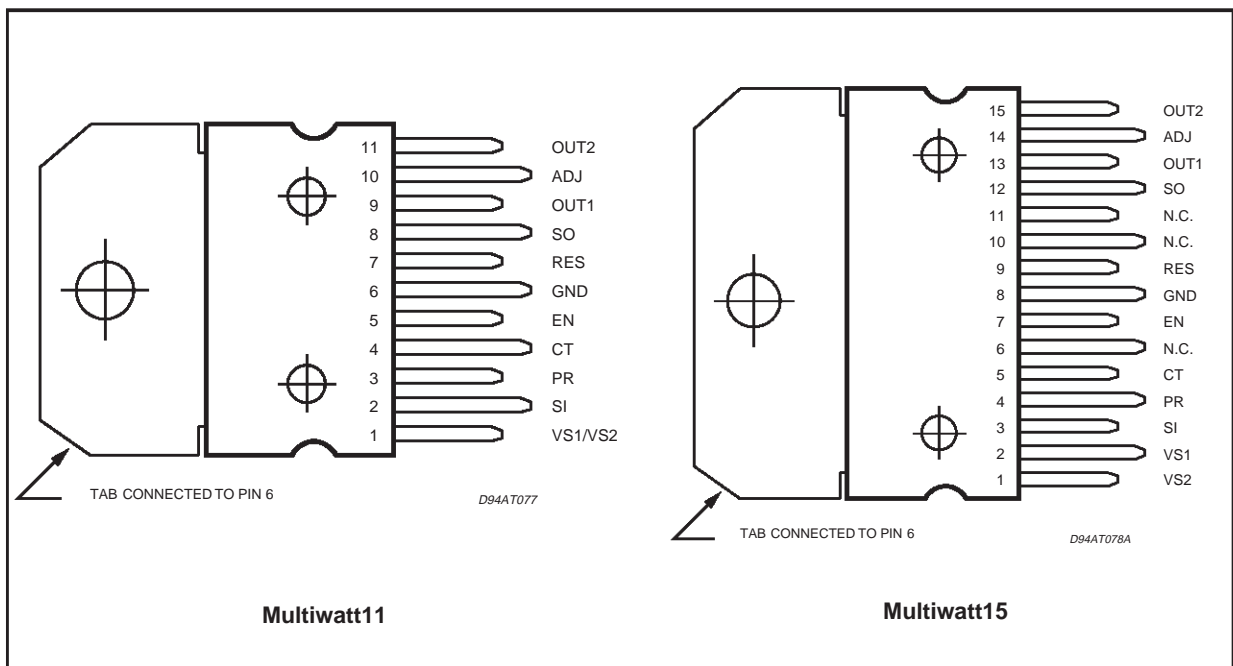 11 OUT2
10 ADJ
9 OUT1
8 SO
7 RES
6 GND
5 EN
4 CT
3 PR
2 SI
1 VS1/VS2
TAB CONNECTED TO PIN 6
D94AT077
Multiwatt11
15 OUT2
14 ADJ
13 OUT1
12 SO
11 N.C.
10 N.C.
9 RES
8 GND
7 EN
6 N.C.
5 CT
4 PR
3 SI
2 VS1
1 VS2
TAB CONNECTED TO PIN 6
D94AT078A
Multiwatt15